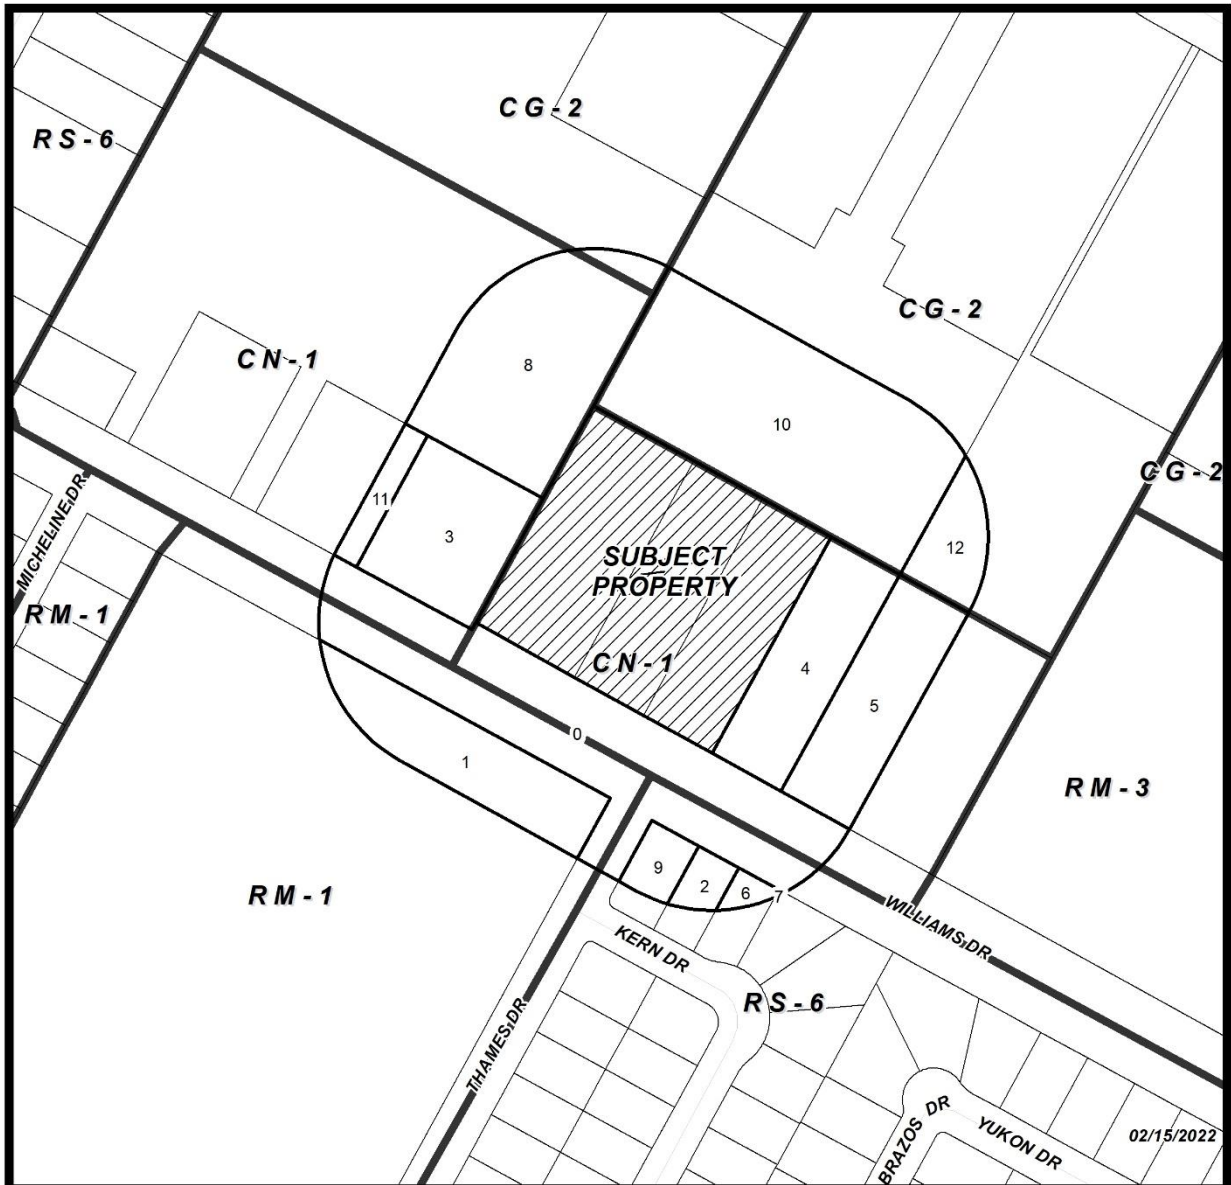 CG-2
RS-6
CG-2
CN-1
8
10
CG-2
11
3
SUBJECT
PROPERTY
12
MICHELINE DR
RM-1
CN-1
4
5
0
1
RM-3
9
2
6
7
RM-1
WILLIAMS DR
KERN DR
RS-6
THAMES DR
BRAZOS DR
YUKON DR
02/15/2022